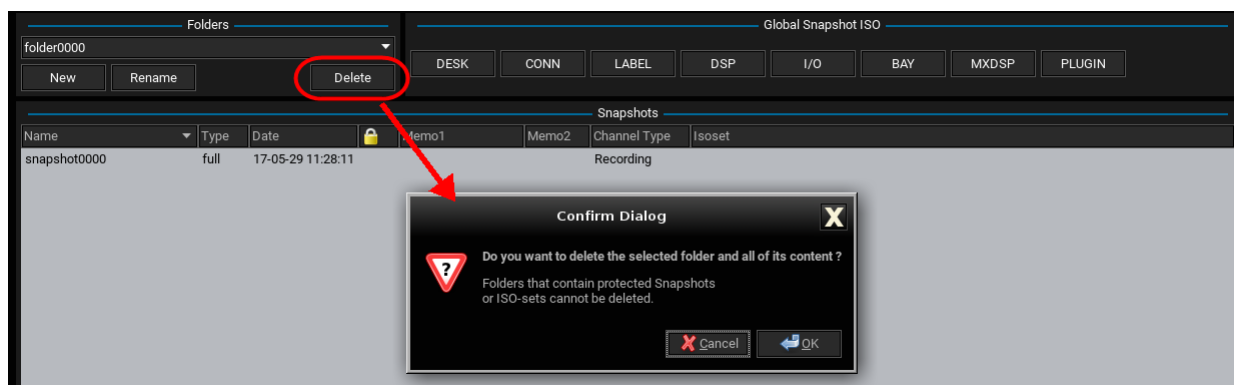 Folders
Global Snapshot ISO
folder0000
New Rename Delete
DESK CONN LABEL DSP I/O BAY MXDSP PLUGIN
Snapshots
Name Type Date Memo1 Memo2 Channel Type Isoset
snapshot0000 full 17-05-29 11:28:11 Recording
Confirm Dialog
X
Do you want to delete the selected folder and all of its content ?
Folders that contain protected Snapshots
or ISO-sets cannot be deleted.
Cancel OK